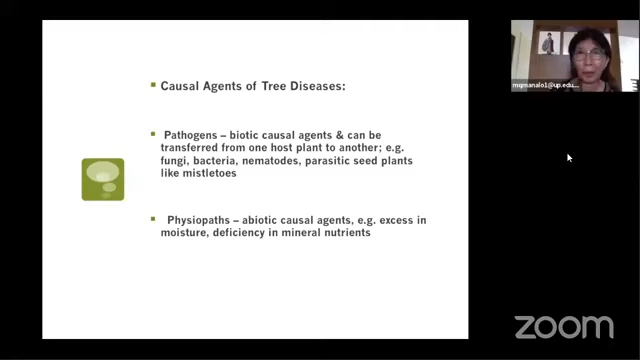 Causal Agents of Tree Diseases:
Pathogens – biotic causal agents & can be
transferred from one host plant to another; e.g.
fungi, bacteria, nematodes, parasitic seed plants
like mistletoes
Physiopaths – abiotic causal agents, e.g. excess in
moisture, deficiency in mineral nutrients
mqmanalo1@up.edu...
zoom